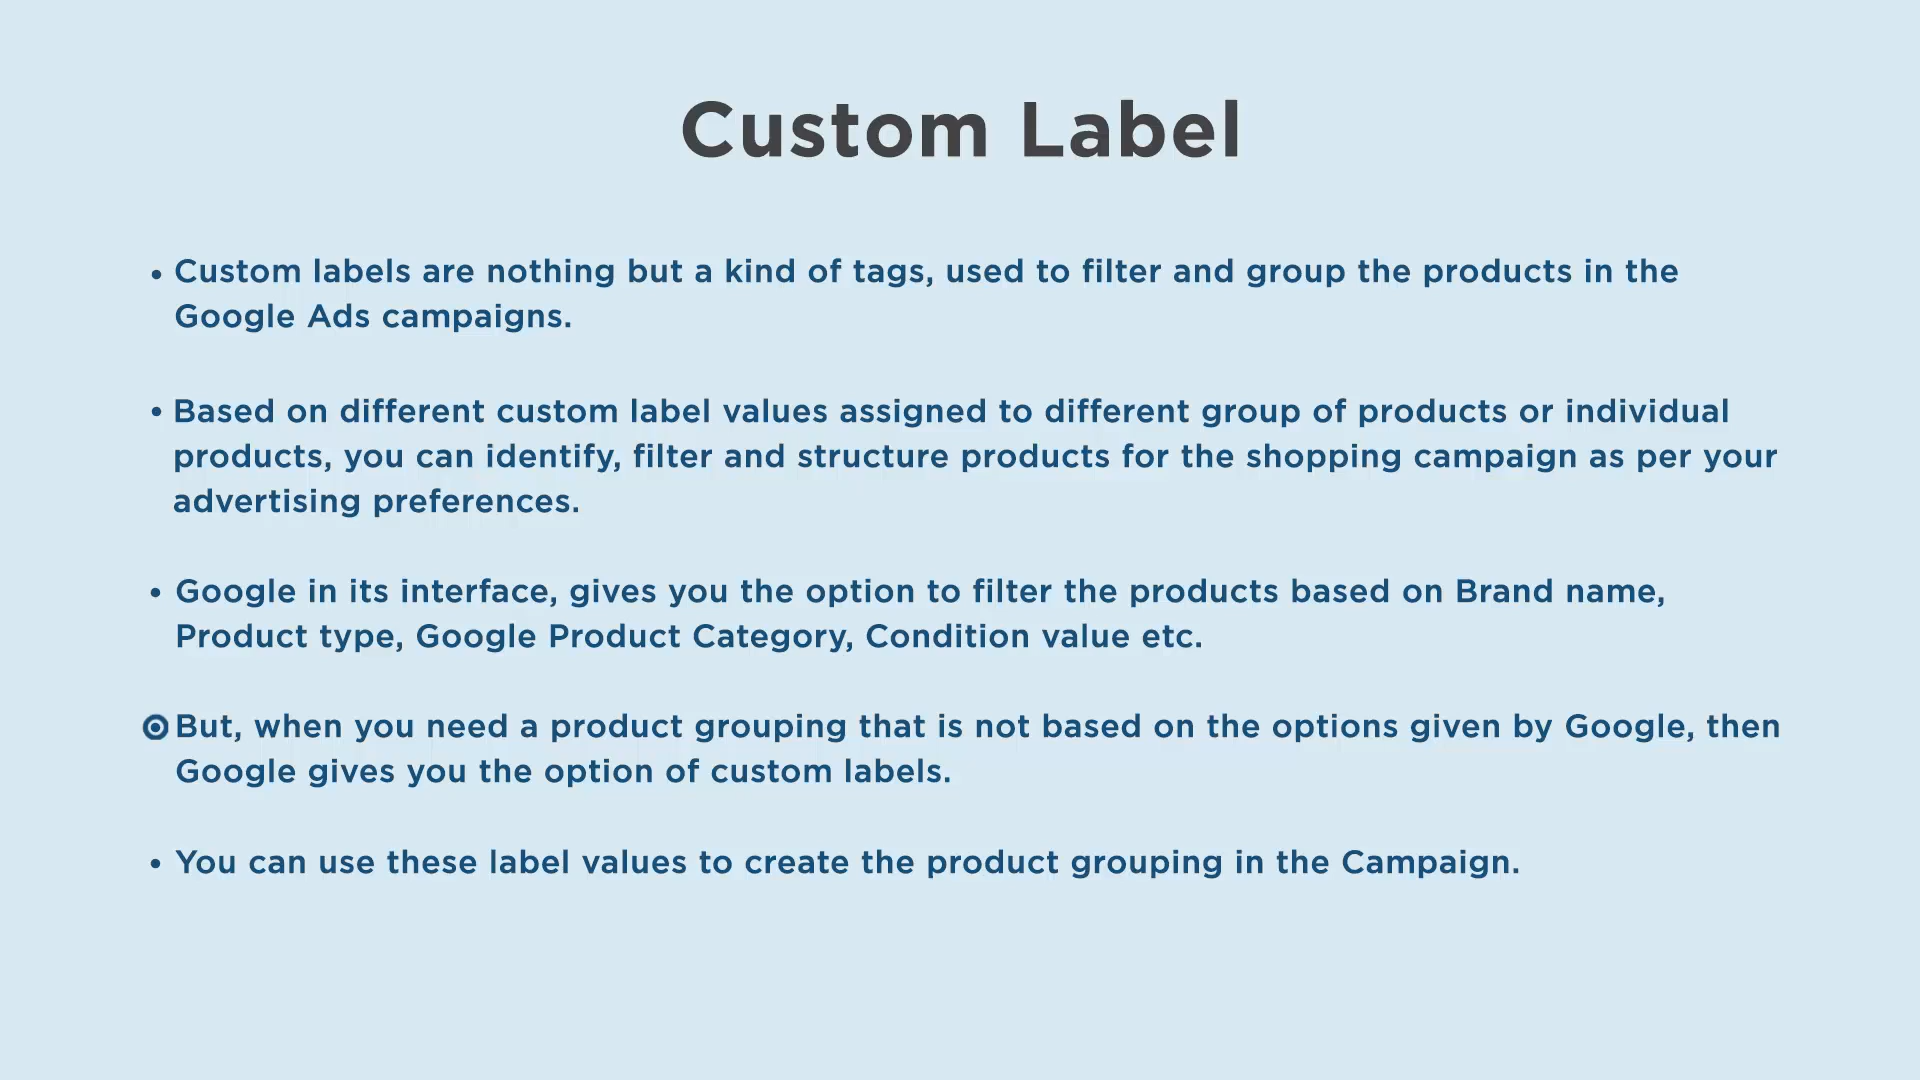 Custom Label
• Custom labels are nothing but a kind of tags, used to filter and group the products in the
Google Ads campaigns.
• Based on different custom label values assigned to different group of products or individual
products, you can identify, filter and structure products for the shopping campaign as per your
advertising preferences.
• Google in its interface, gives you the option to filter the products based on Brand name,
Product type, Google Product Category, Condition value etc.
• But, when you need a product grouping that is not based on the options given by Google, then
Google gives you the option of custom labels.
• You can use these label values to create the product grouping in the Campaign.